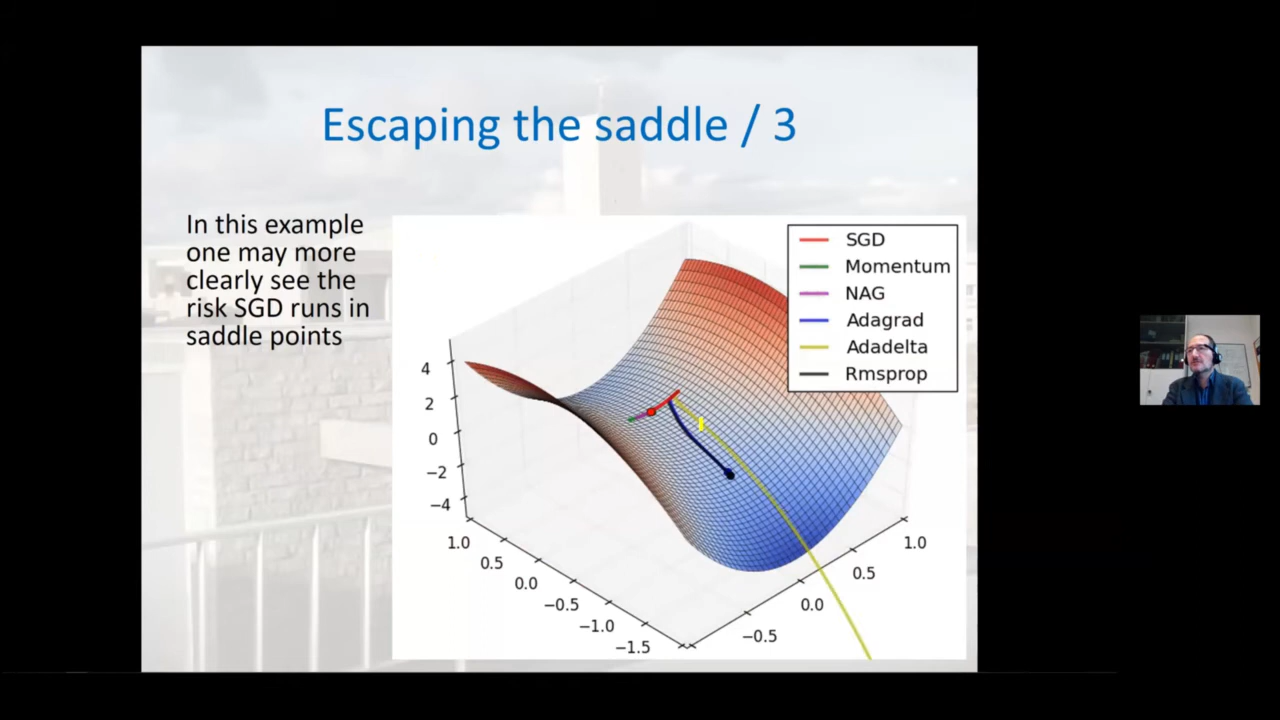 Escaping the saddle / 3
In this example
one may more
clearly see the
risk SGD runs in
saddle points
SGD
Momentum
NAG
Adagrad
Adadelta
Rmsprop
4
2
0
−2
−4
1.0
0.5
0.0
−0.5
−1.0
−1.5
−0.5
0.0
0.5
1.0